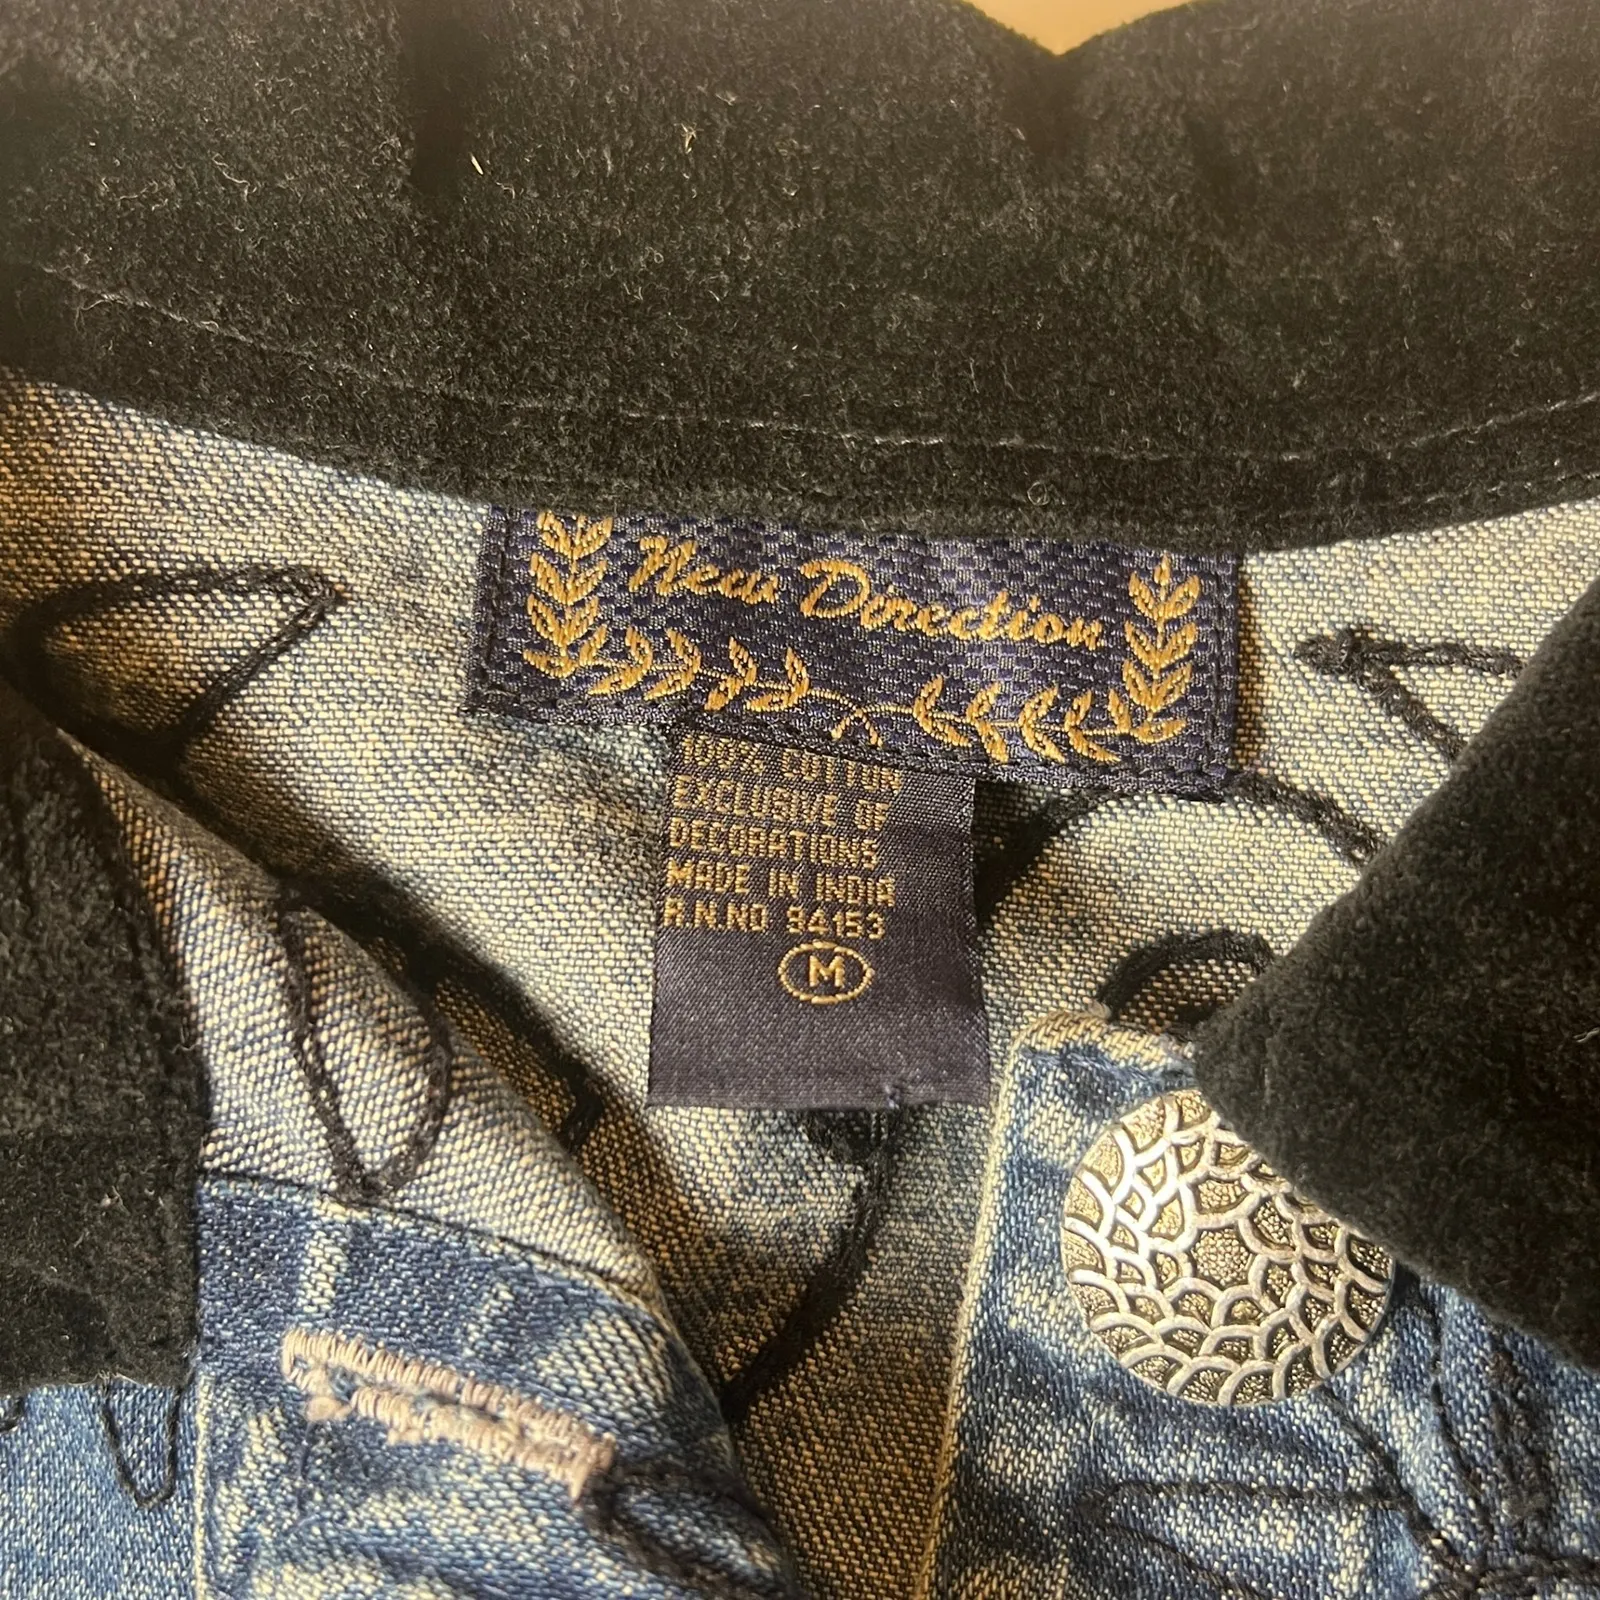 New Direction
100% COTTON
EXCLUSIVE OF
DECORATIONS
MADE IN INDIA
R.N.NO 94153
M